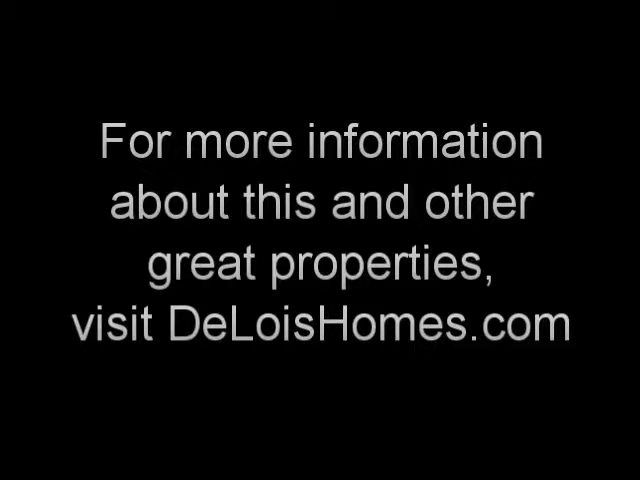 For more information
about this and other
great properties,
visit DeLoisHomes.com